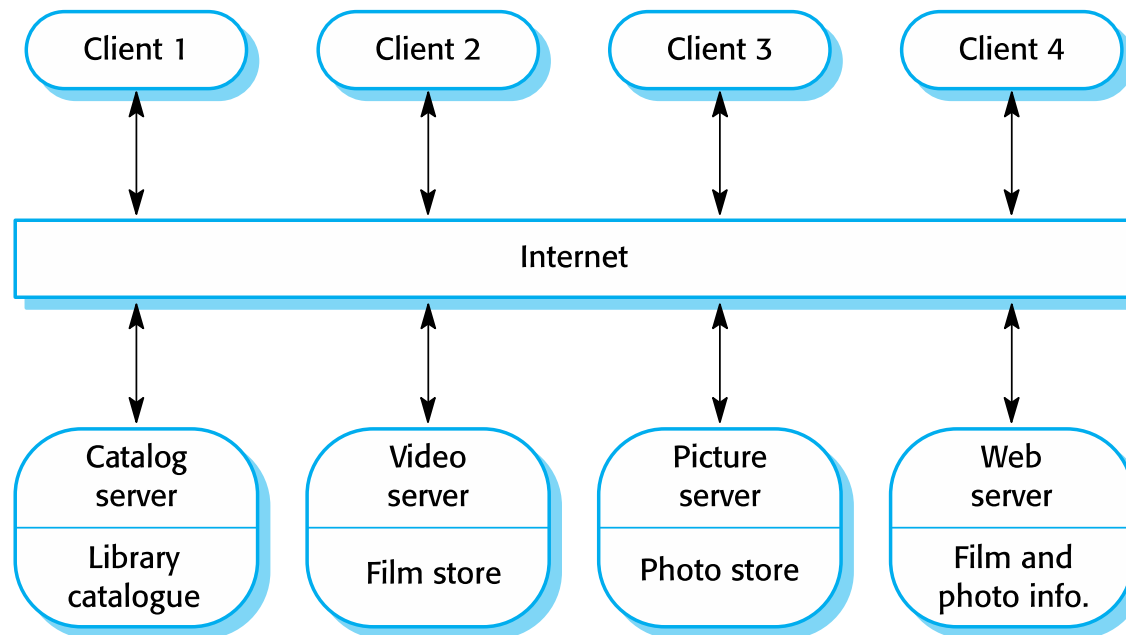 Client 1
Client 2
Client 3
Client 4
Internet
Catalog
server
Library
catalogue
Video
server
Film store
Picture
server
Photo store
Web
server
Film and
photo info.